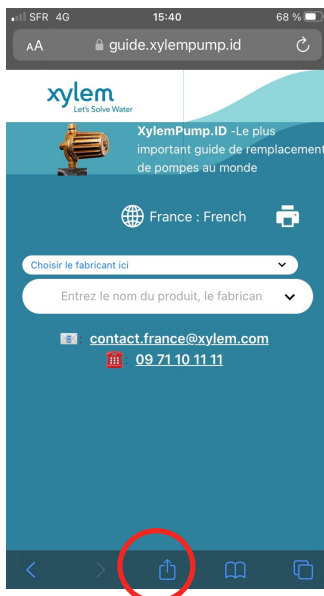 SFR 4G 15:40 68 %
AA guide.xylempump.id
xylem
Let's Solve Water
XylemPump.ID -Le plus
important guide de remplacement
de pompes au monde
France : French
Choisir le fabricant ici
Entrez le nom du produit, le fabrican
: contact.france@xylem.com
: 09 71 10 11 11